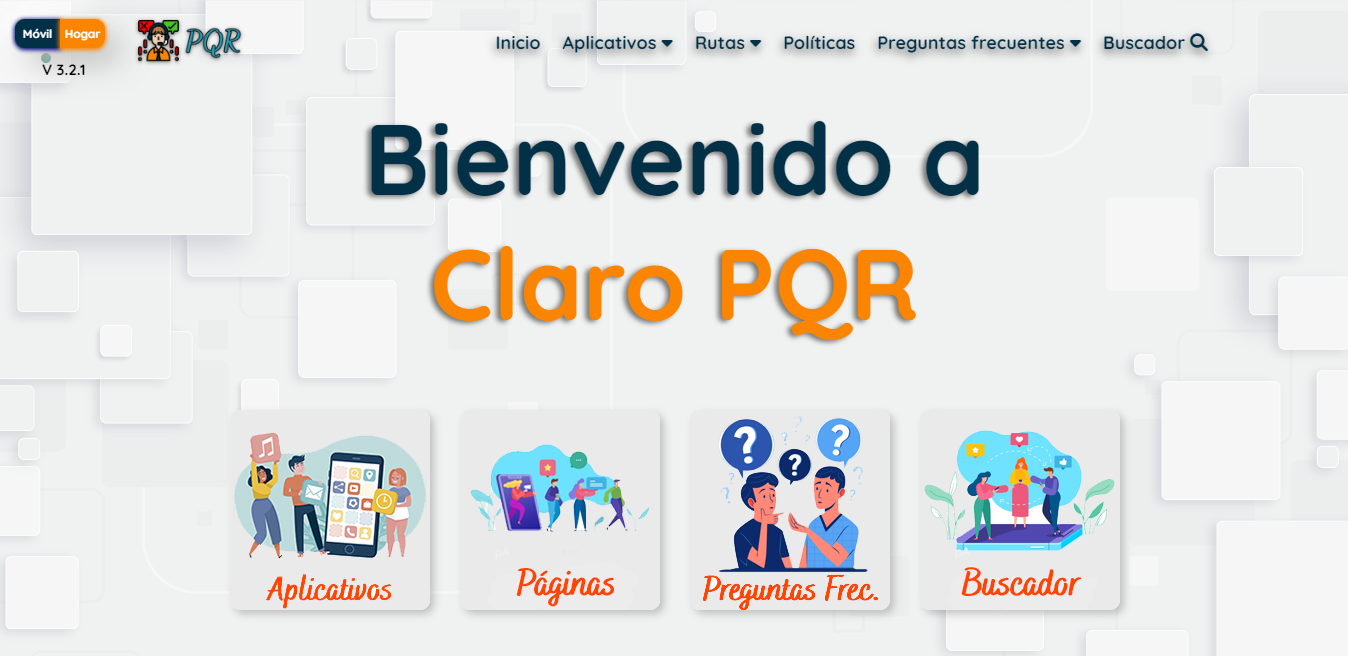 Móvil Hogar
V 3.2.1
PQR
Inicio Aplicativos Rutas Políticas Preguntas frecuentes Buscador
Bienvenido a
Claro PQR
Aplicativos
Páginas
Preguntas Frec.
Buscador